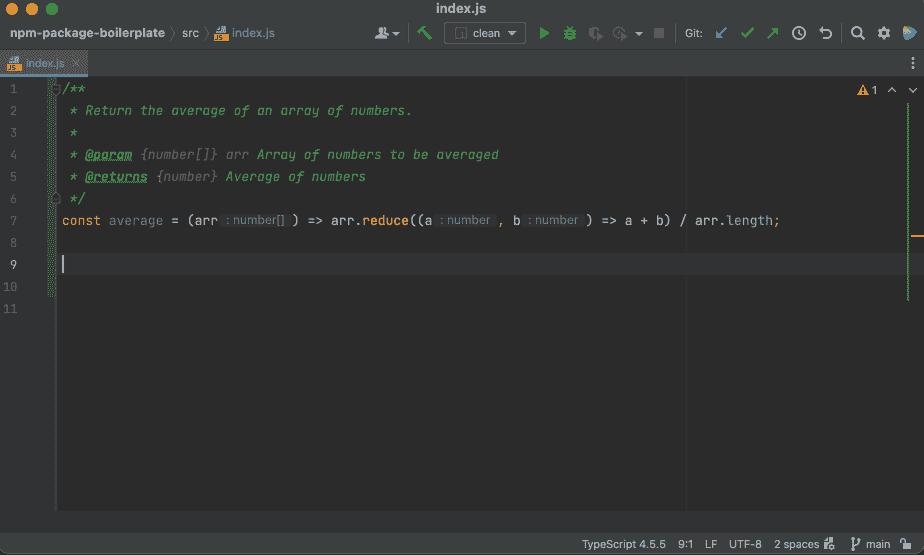 index.js
npm-package-boilerplate src JS index.js clean Git:
JS index.js
1 /** 1
2 * Return the average of an array of numbers.
3 *
4 * @param {number[]} arr Array of numbers to be averaged
5 * @returns {number} Average of numbers
6 */
7 const average = (arr : number[] ) => arr.reduce((a : number , b : number ) => a + b) / arr.length;
8
9
10
11
TypeScript 4.5.5 9:1 LF UTF-8 2 spaces main